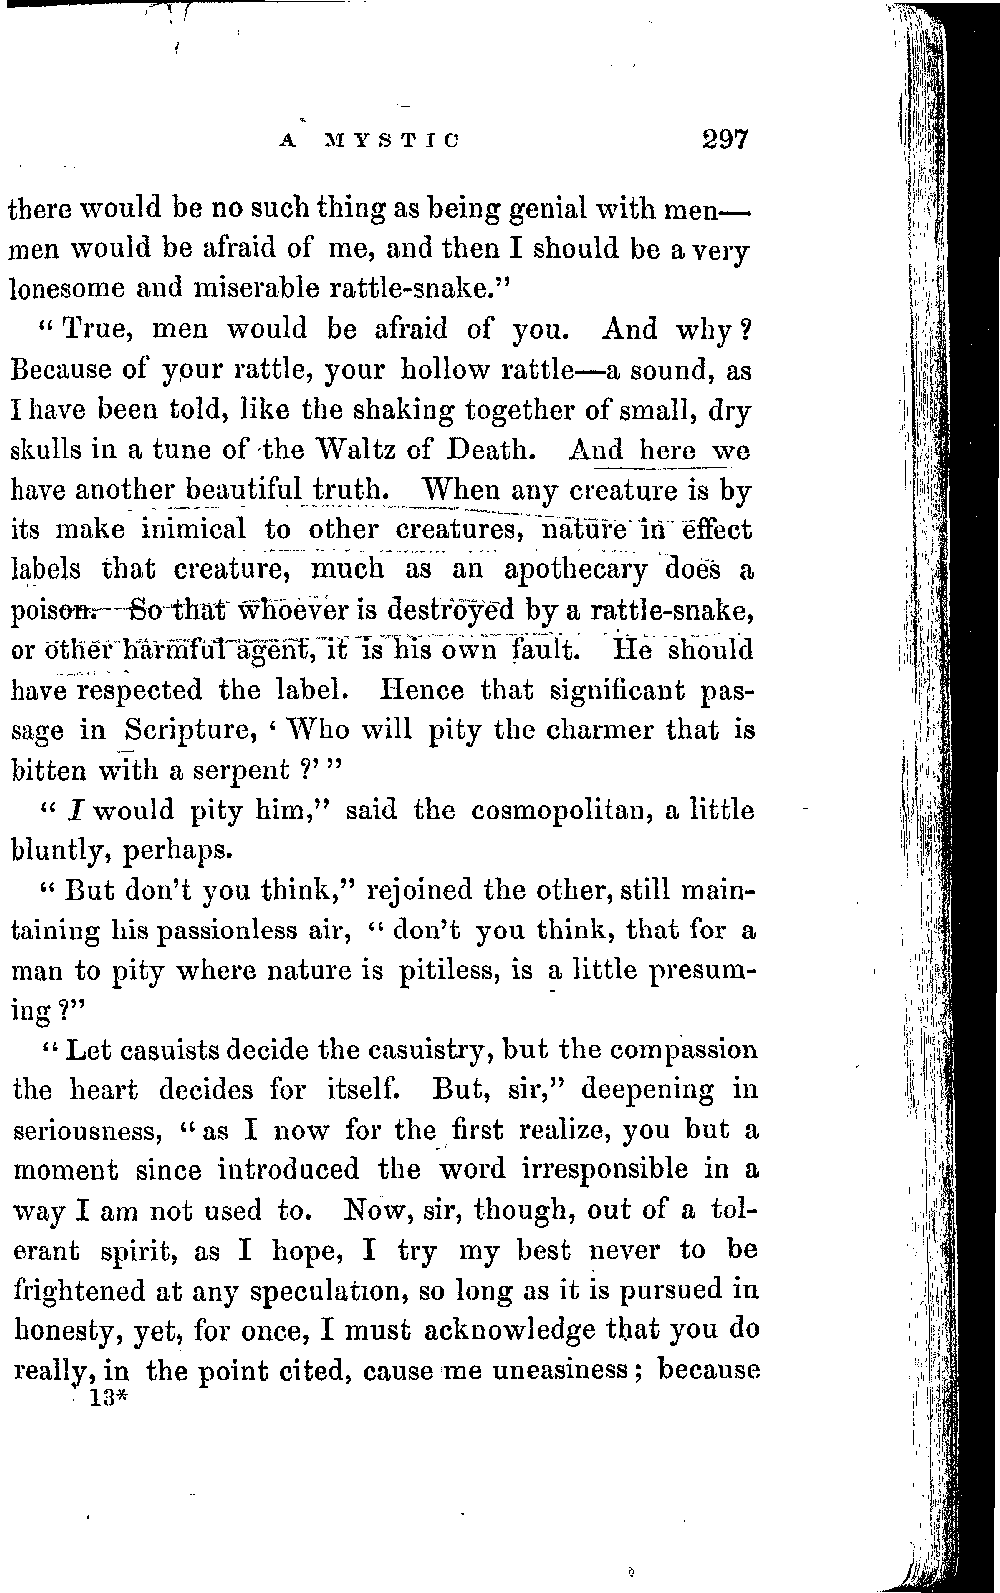 A MYSTIC 297
there would be no such thing as being genial with men—
men would be afraid of me, and then I should be a very
lonesome and miserable rattle-snake."
"True, men would be afraid of you. And why?
Because of your rattle, your hollow rattle—a sound, as
I have been told, like the shaking together of small, dry
skulls in a tune of the Waltz of Death. And here we
have another beautiful truth. When any creature is by
its make inimical to other creatures, nature in effect
labels that creature, much as an apothecary does a
poison. So that whoever is destroyed by a rattle-snake,
or other harmful agent, it is his own fault. He should
have respected the label. Hence that significant pas-
sage in Scripture, 'Who will pity the charmer that is
bitten with a serpent?'"
"I would pity him," said the cosmopolitan, a little
bluntly, perhaps.
"But don't you think," rejoined the other, still main-
taining his passionless air, "don't you think, that for a
man to pity where nature is pitiless, is a little presum-
ing?"
"Let casuists decide the casuistry, but the compassion
the heart decides for itself. But, sir," deepening in
seriousness, "as I now for the first realize, you but a
moment since introduced the word irresponsible in a
way I am not used to. Now, sir, though, out of a tol-
erant spirit, as I hope, I try my best never to be
frightened at any speculation, so long as it is pursued in
honesty, yet, for once, I must acknowledge that you do
really, in the point cited, cause me uneasiness; because
13*